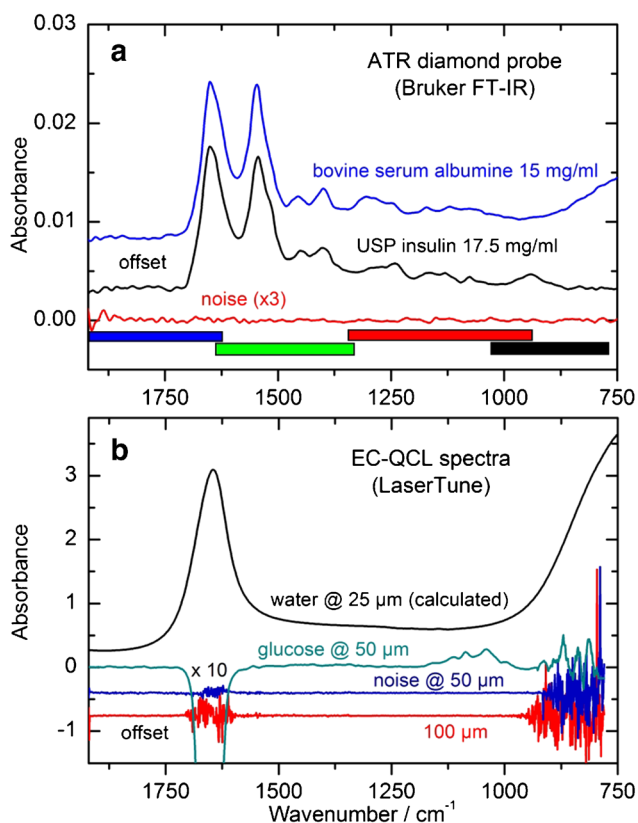 0.03
0.02
0.01
0.00
Absorbance
a
ATR diamond probe
(Bruker FT-IR)
bovine serum albumine 15 mg/ml
USP insulin 17.5 mg/ml
offset
noise (x3)
1750 1500 1250 1000 750
b
EC-QCL spectra
(LaserTune)
3
2
1
0
-1
Absorbance
water @ 25 µm (calculated)
glucose @ 50 µm
x 10
noise @ 50 µm
offset
100 µm
1750 1500 1250 1000 750
Wavenumber / cm⁻¹